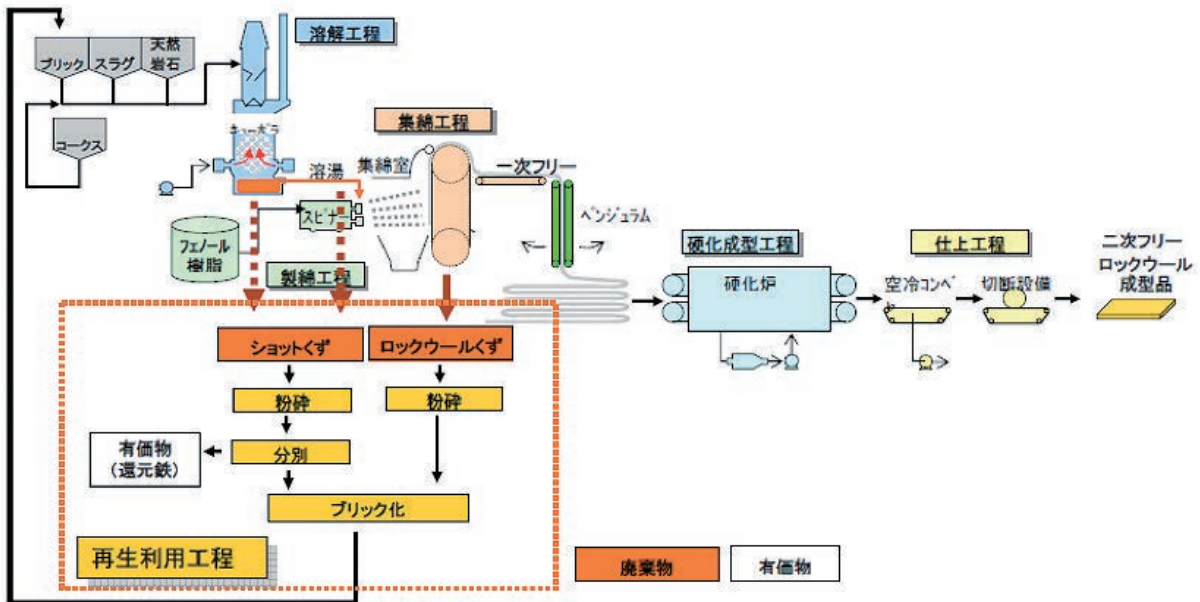 溶解工程
ブリック
スラグ
天然
岩石
コークス
キューポラ
溶湯
集綿工程
集綿室
一次フリー
スピナー
ペンジュラム
フェノール
樹脂
製綿工程
硬化成型工程
硬化炉
仕上工程
空冷コンベ
ヤ
切断設備
二次フリー
ロックウール
成型品
ショットくず
ロックウールくず
粉砕
粉砕
有価物
(還元鉄)
分別
ブリック化
再生利用工程
廃棄物
有価物